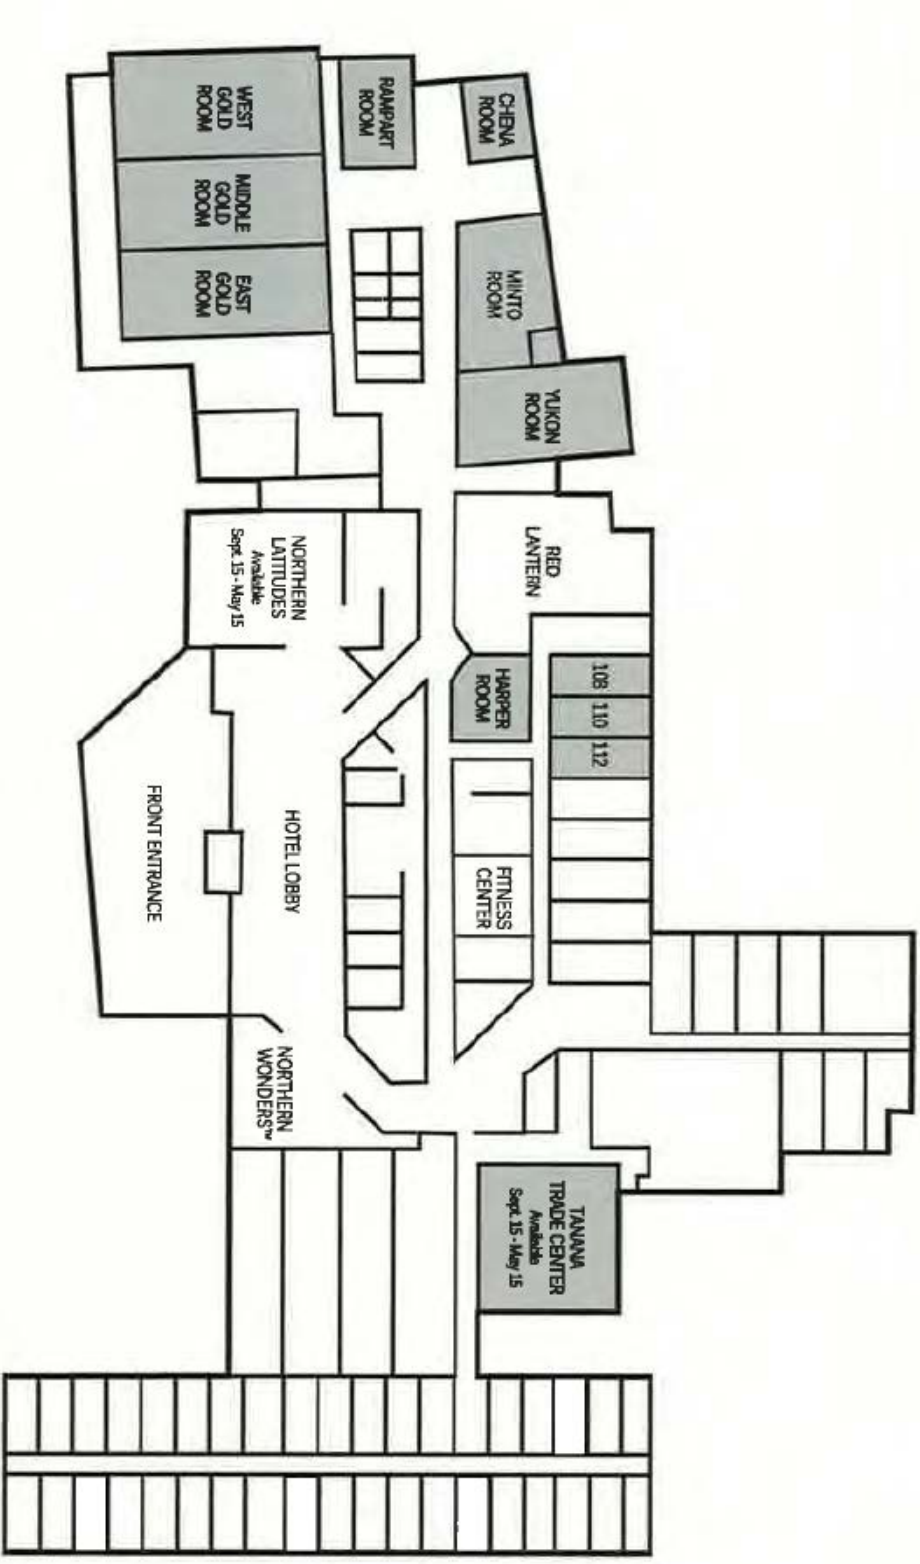 WEST
GOLD
ROOM
MIDDLE
GOLD
ROOM
EAST
GOLD
ROOM
RAMPART
ROOM
CHENA
ROOM
MINTO
ROOM
YUKON
ROOM
RED
LANTERN
NORTHERN
LATITUDES
Available
Sept. 15 - May 15
HARPER
ROOM
108
110
112
FITNESS
CENTER
HOTEL LOBBY
FRONT ENTRANCE
NORTHERN
WONDERS™
TANANA
TRADE CENTER
Available
Sept. 15 - May 15